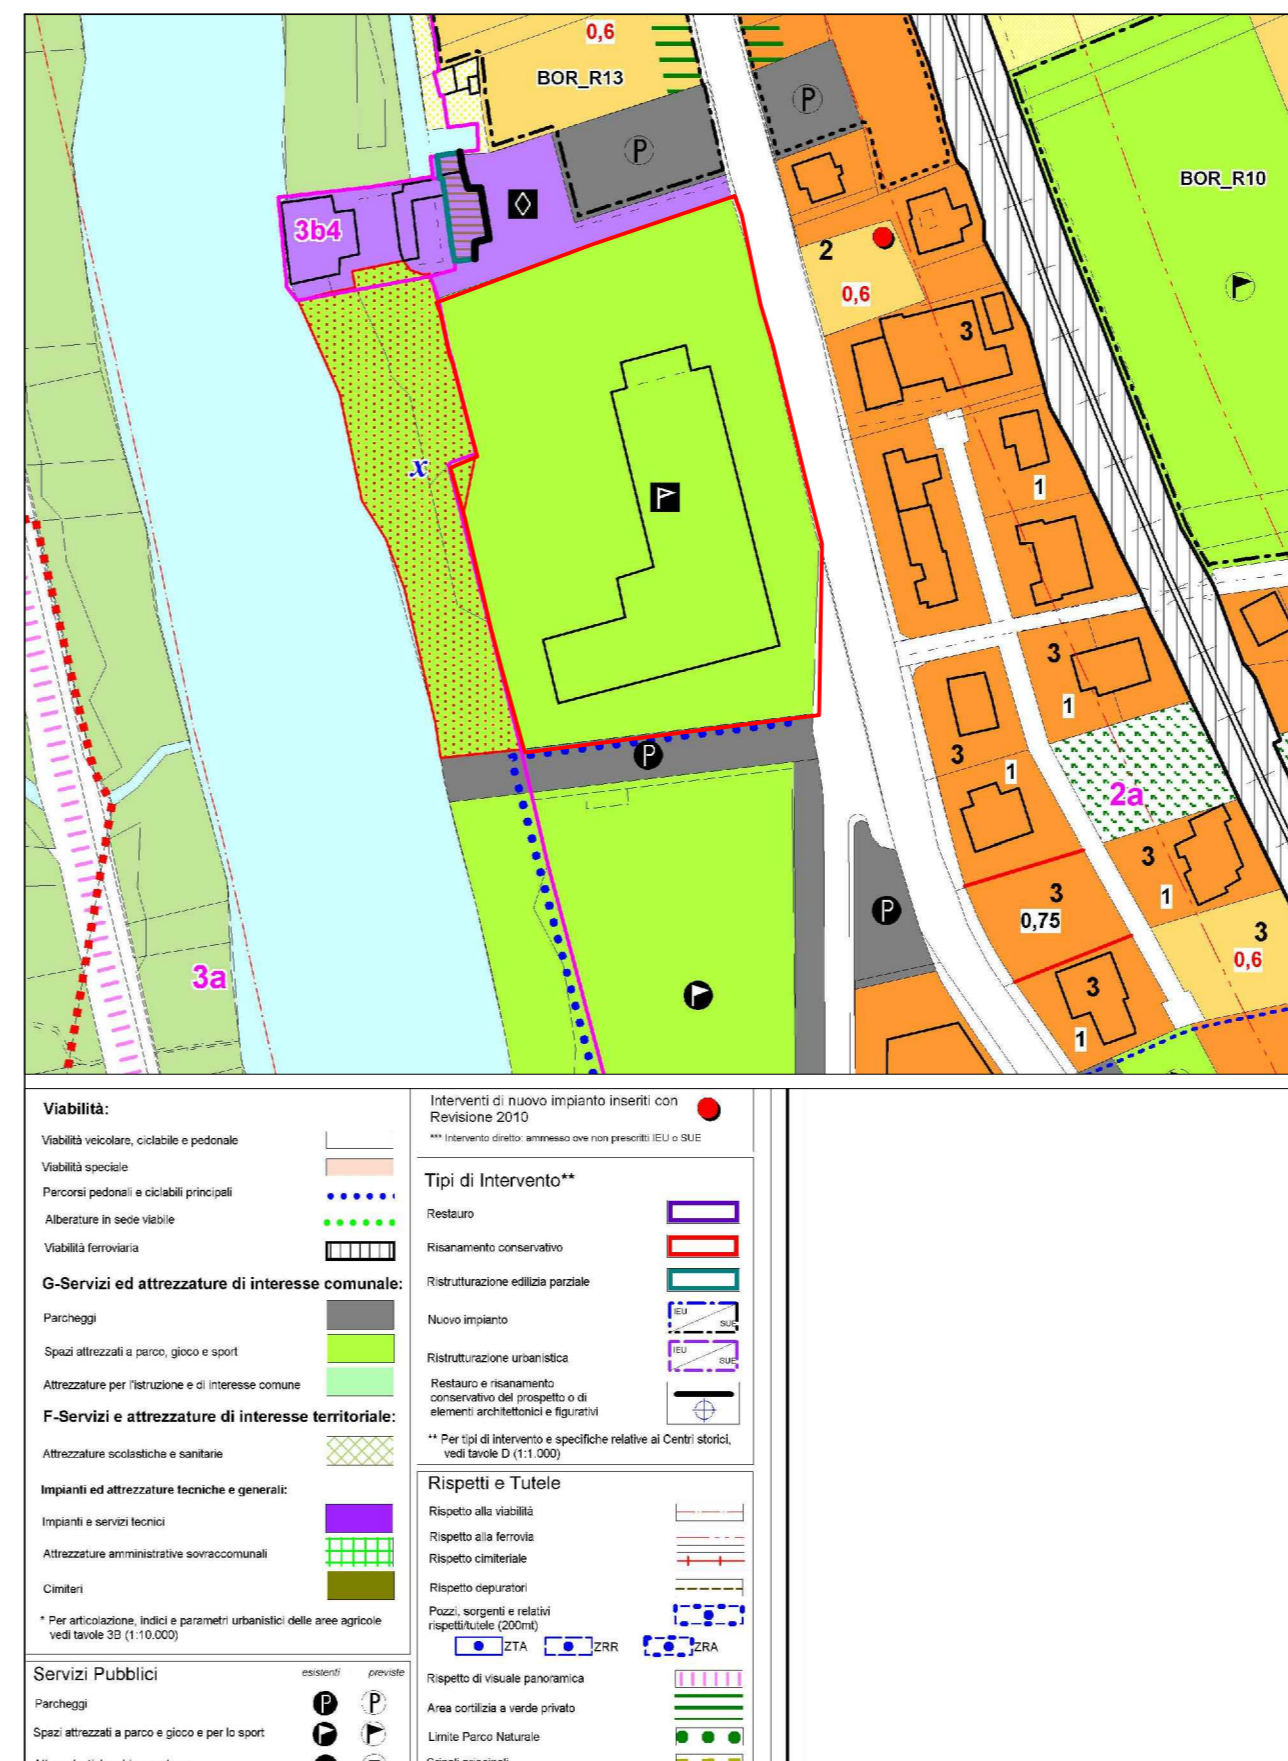 0,6
BOR_R13
P
P
BOR_R10
3b4
2
0,6
3
x
1
3
1
3
1
2a
3
1
3
0,75
P
P
3
0,6
3a
3
1
Viabilità:
Viabilità veicolare, ciclabile e pedonale
Viabilità speciale
Percorsi pedonali e ciclabili principali
Alberature in sede viabile
Viabilità ferroviaria
G-Servizi ed attrezzature di interesse comunale:
Parcheggi
Spazi attrezzati a parco, gioco e sport
Attrezzature per l'istruzione e di interesse comune
F-Servizi e attrezzature di interesse territoriale:
Attrezzature scolastiche e sanitarie
Impianti ed attrezzature tecniche e generali:
Impianti e servizi tecnici
Attrezzature amministrative sovraccomunali
Cimiteri
* Per articolazione, indici e parametri urbanistici delle aree agricole
vedi tavole 3B (1:10.000)
Servizi Pubblici
esistenti previste
Parcheggi P P
Spazi attrezzati a parco e gioco e per lo sport
Interventi di nuovo impianto inseriti con
Revisione 2010
*** Intervento diretto: ammesso ove non prescritti IEU o SUE
Tipi di Intervento**
Restauro
Risanamento conservativo
Ristrutturazione edilizia parziale
Nuovo impianto IEU SUE
Ristrutturazione urbanistica IEU SUE
Restauro e risanamento
conservativo del prospetto o di
elementi architettonici e figurativi
** Per tipi di intervento e specifiche relative ai Centri storici,
vedi tavole D (1:1.000)
Rispetti e Tutele
Rispetto alla viabilità
Rispetto alla ferrovia
Rispetto cimiteriale
Rispetto depuratori
Pozzi, sorgenti e relativi
rispetti/tutele (200mt)
ZTA ZRR ZRA
Rispetto di visuale panoramica
Area cortilizia a verde privato
Limite Parco Naturale